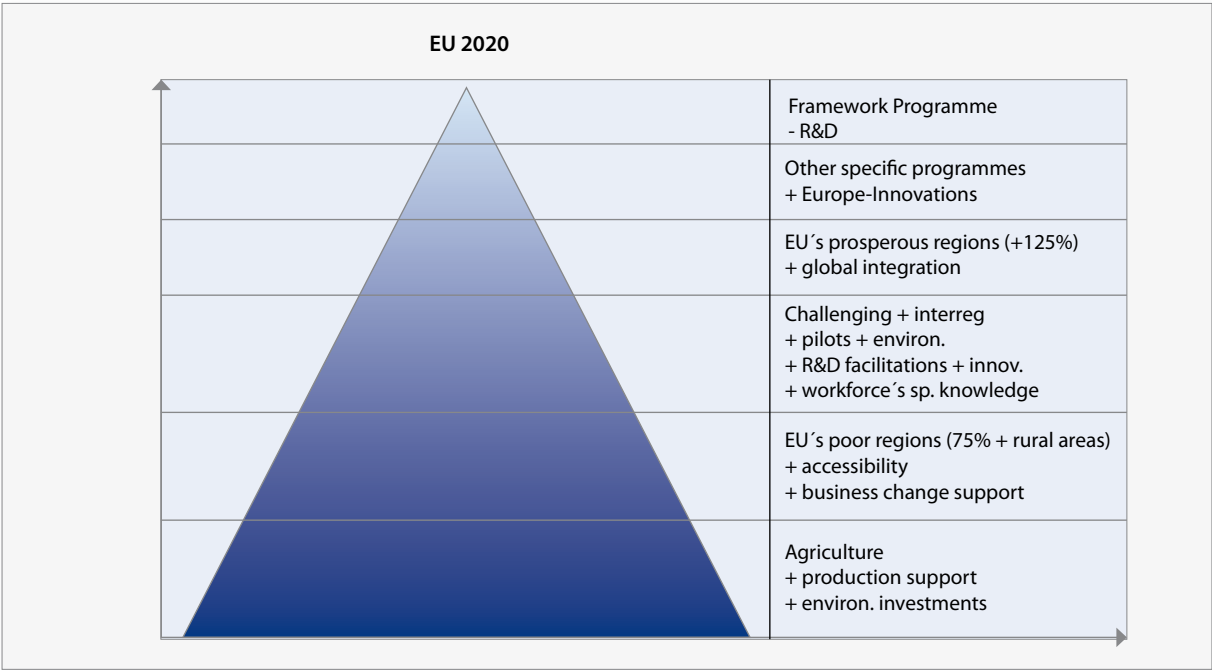 EU 2020
Framework Programme
- R&D
Other specific programmes
+ Europe-Innovations
EU´s prosperous regions (+125%)
+ global integration
Challenging + interreg
+ pilots + environ.
+ R&D facilitations + innov.
+ workforce´s sp. knowledge
EU´s poor regions (75% + rural areas)
+ accessibility
+ business change support
Agriculture
+ production support
+ environ. investments